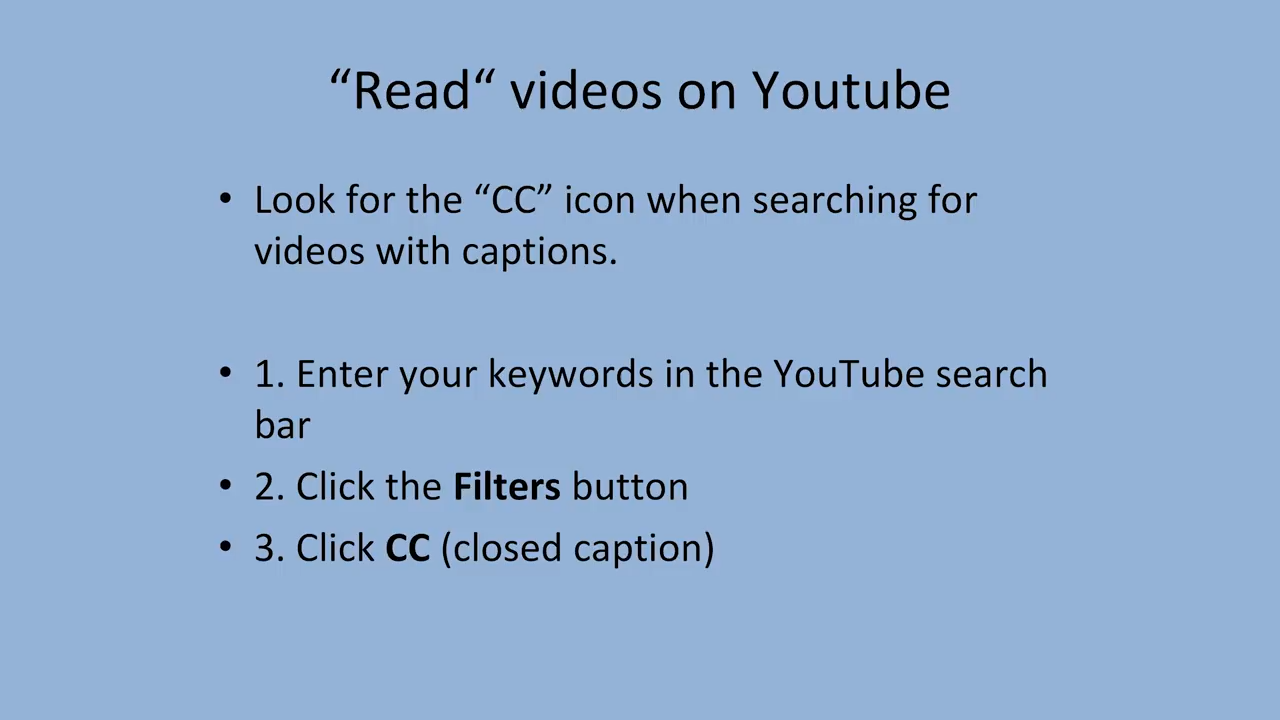 “Read“ videos on Youtube
• Look for the “CC” icon when searching for
videos with captions.
• 1. Enter your keywords in the YouTube search
bar
• 2. Click the Filters button
• 3. Click CC (closed caption)